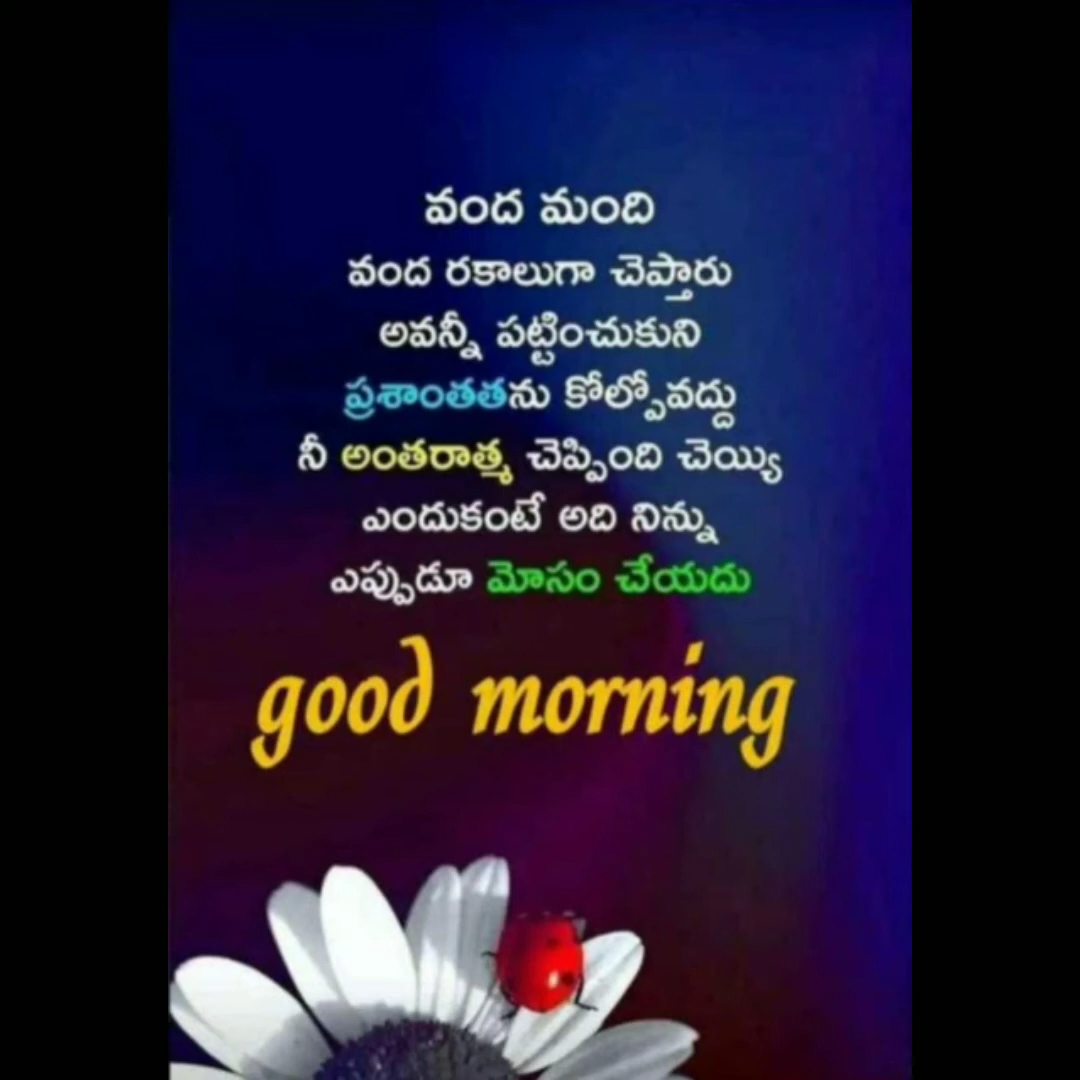 వంద మంది
వంద రకాలుగా చెప్తారు
అవన్నీ పట్టించుకుని
ప్రశాంతతను కోల్పోవద్దు
నీ అంతరాత్మ చెప్పింది చెయ్యి
ఎందుకంటే అది నిన్ను
ఎప్పుడూ మోసం చేయదు
good morning